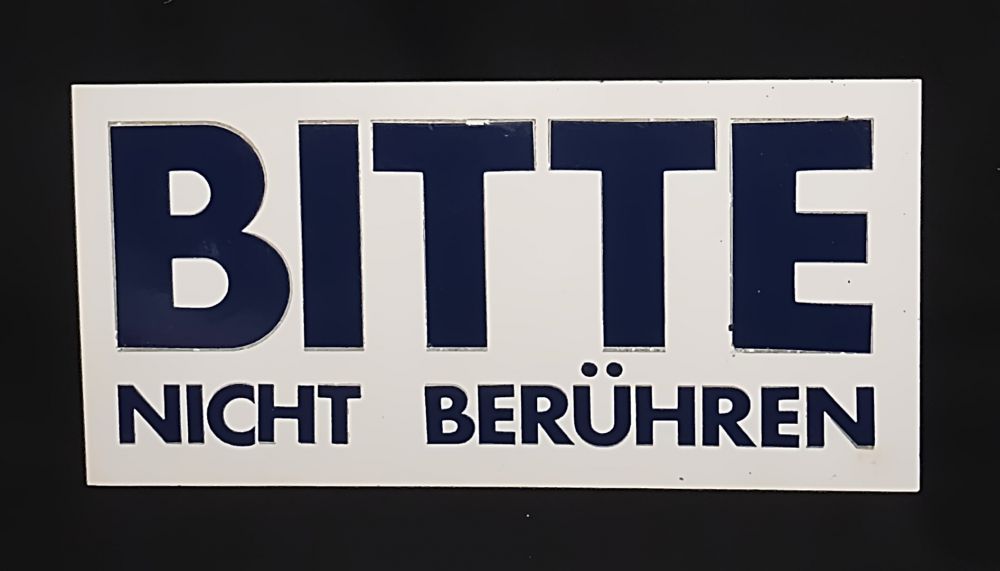 BITTE
NICHT BERÜHREN